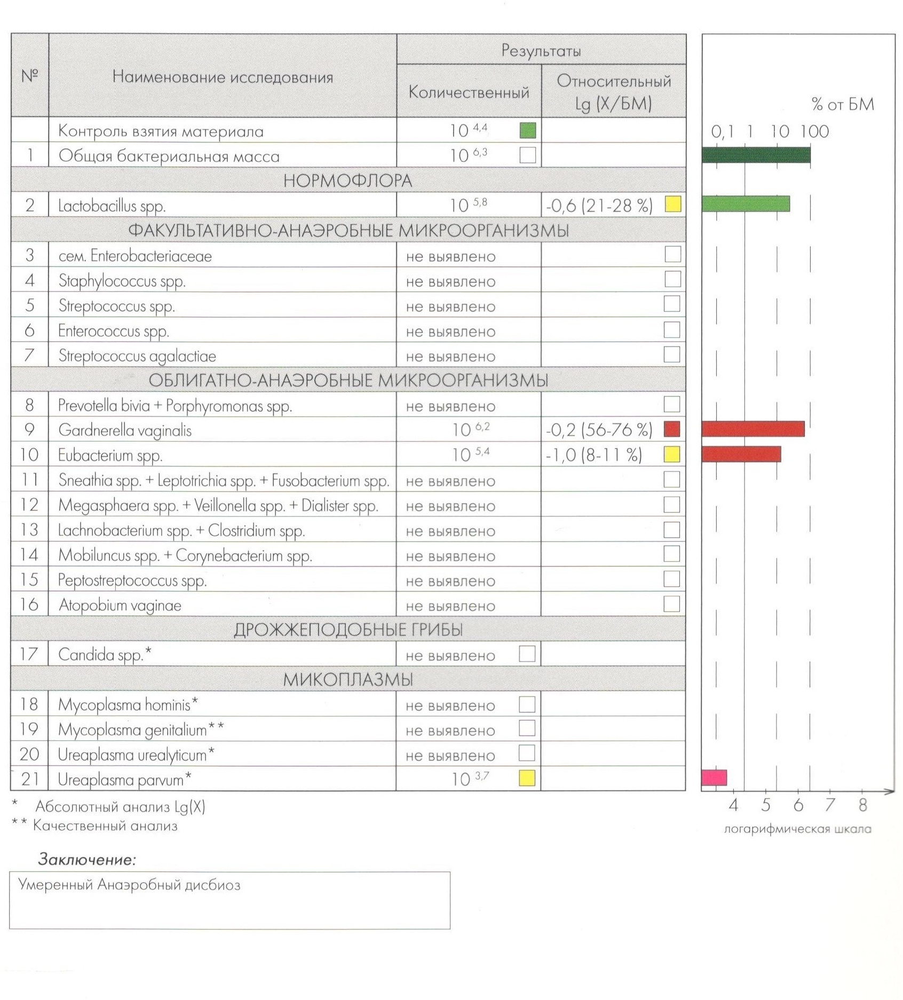 № Наименование исследования Результаты
Количественный Относительный Lg (X/БМ)
% от БМ
0,1 1 10 100
Контроль взятия материала 10 4,4
1 Общая бактериальная масса 10 6,3
НОРМОФЛОРА
2 Lactobacillus spp. 10 5,8 -0,6 (21-28 %)
ФАКУЛЬТАТИВНО-АНАЭРОБНЫЕ МИКРООРГАНИЗМЫ
3 сем. Enterobacteriaceae не выявлено
4 Staphylococcus spp. не выявлено
5 Streptococcus spp. не выявлено
6 Enterococcus spp. не выявлено
7 Streptococcus agalactiae не выявлено
ОБЛИГАТНО-АНАЭРОБНЫЕ МИКРООРГАНИЗМЫ
8 Prevotella bivia + Porphyromonas spp. не выявлено
9 Gardnerella vaginalis 10 6,2 -0,2 (56-76 %)
10 Eubacterium spp. 10 5,4 -1,0 (8-11 %)
11 Sneathia spp. + Leptotrichia spp. + Fusobacterium spp. не выявлено
12 Megasphaera spp. + Veillonella spp. + Dialister spp. не выявлено
13 Lachnobacterium spp. + Clostridium spp. не выявлено
14 Mobiluncus spp. + Corynebacterium spp. не выявлено
15 Peptostreptococcus spp. не выявлено
16 Atopobium vaginae не выявлено
ДРОЖЖЕПОДОБНЫЕ ГРИБЫ
17 Candida spp.* не выявлено
МИКОПЛАЗМЫ
18 Mycoplasma hominis* не выявлено
19 Mycoplasma genitalium** не выявлено
20 Ureaplasma urealyticum* не выявлено
21 Ureaplasma parvum* 10 3,7
4 5 6 7 8
логарифмическая шкала
* Абсолютный анализ Lg(X)
** Качественный анализ
Заключение:
Умеренный Анаэробный дисбиоз